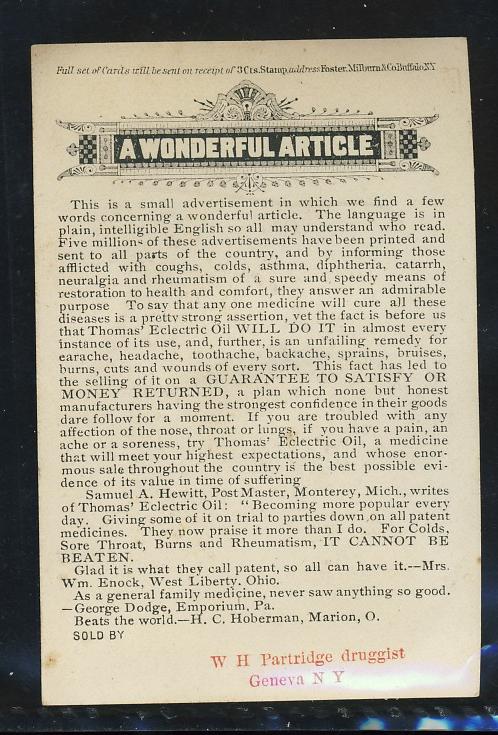 Full set of Cards will be sent on receipt of 3 Cts. Stamp, address Foster, Milburn & Co Buffalo NY
A WONDERFUL ARTICLE
This is a small advertisement in which we find a few
words concerning a wonderful article. The language is in
plain, intelligible English so all may understand who read.
Five millions of these advertisements have been printed and
sent to all parts of the country, and by informing those
afflicted with coughs, colds, asthma, diphtheria, catarrh,
neuralgia and rheumatism of a sure and speedy means of
restoration to health and comfort, they answer an admirable
purpose To say that any one medicine will cure all these
diseases is a pretty strong assertion, yet the fact is before us
that Thomas' Eclectric Oil WILL DO IT in almost every
instance of its use, and, further, is an unfailing remedy for
earache, headache, toothache, backache, sprains, bruises,
burns, cuts and wounds of every sort. This fact has led to
the selling of it on a GUARANTEE TO SATISFY OR
MONEY RETURNED, a plan which none but honest
manufacturers having the strongest confidence in their goods
dare follow for a moment. If you are troubled with any
affection of the nose, throat or lungs, if you have a pain, an
ache or a soreness, try Thomas' Eclectric Oil, a medicine
that will meet your highest expectations, and whose enor-
mous sale throughout the country is the best possible evi-
dence of its value in time of suffering
Samuel A. Hewitt, Post Master, Monterey, Mich., writes
of Thomas' Eclectric Oil: "Becoming more popular every
day. Giving some of it on trial to parties down on all patent
medicines. They now praise it more than I do. For Colds,
Sore Throat, Burns and Rheumatism, IT CANNOT BE
BEATEN.
Glad it is what they call patent, so all can have it.--Mrs.
Wm. Enock, West Liberty, Ohio.
As a general family medicine, never saw anything so good.
—George Dodge, Emporium, Pa.
Beats the world.—H. C. Hoberman, Marion, O.
SOLD BY
W H Partridge druggist
Geneva N Y